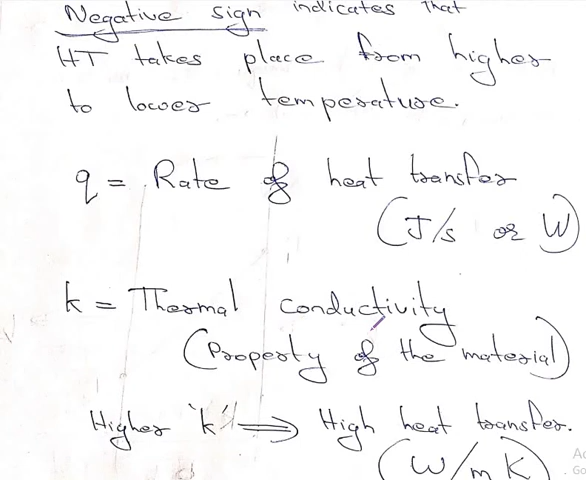 Negative sign indicates that
HT takes place from higher
to lower temperature.
q = Rate of heat transfer
(J/s or W)
k = Thermal conductivity
(Property of the material)
Higher 'k' ⟹ High heat transfer.
(W/m K)